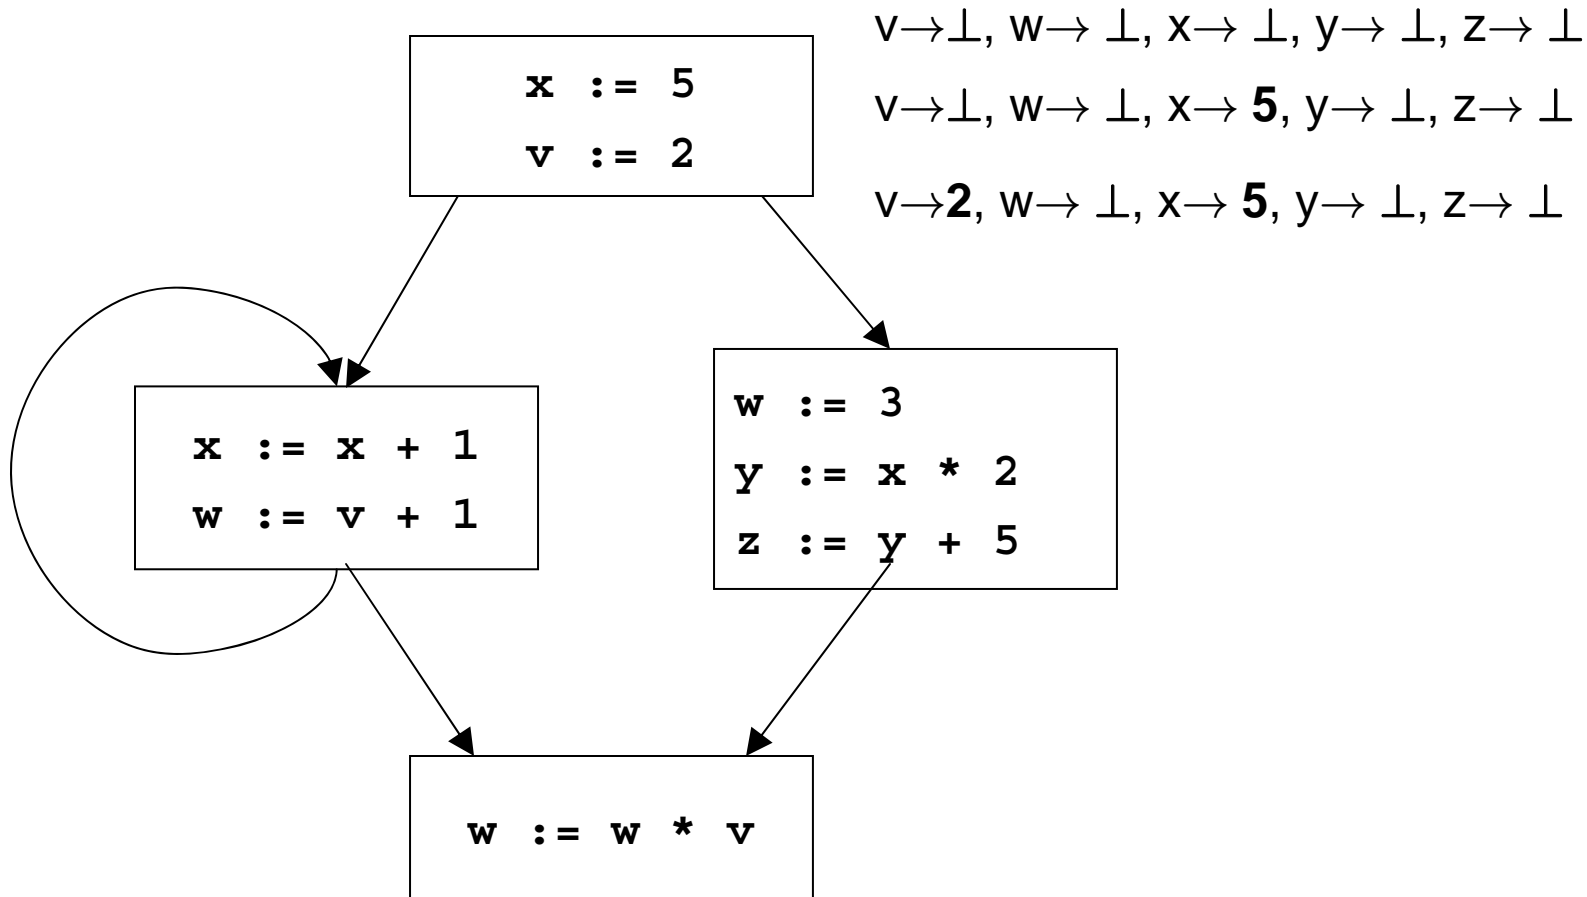 v→⊥, w→ ⊥, x→ ⊥, y→ ⊥, z→ ⊥
x := 5
v→⊥, w→ ⊥, x→ 5, y→ ⊥, z→ ⊥
v := 2
v→2, w→ ⊥, x→ 5, y→ ⊥, z→ ⊥
x := x + 1
w := v + 1
w := 3
y := x * 2
z := y + 5
w := w * v